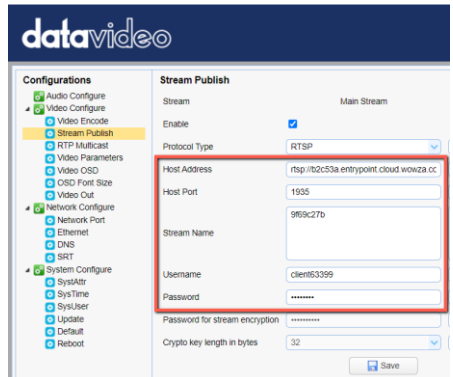 datavideo
Configurations
Audio Configure
Video Configure
Video Encode
Stream Publish
RTP Multicast
Video Parameters
Video OSD
OSD Font Size
Video Out
Network Configure
Network Port
Ethernet
DNS
SRT
System Configure
SystAttr
SysTime
SysUser
Update
Default
Reboot
Stream Publish
Stream Main Stream
Enable
Protocol Type RTSP
Host Address rtsp://b2c53a.entrypoint.cloud.wowza.cc
Host Port 1935
Stream Name 9f69c27b
Username client63399
Password ••••••••
Password for stream encryption ••••••••••
Crypto key length in bytes 32
Save